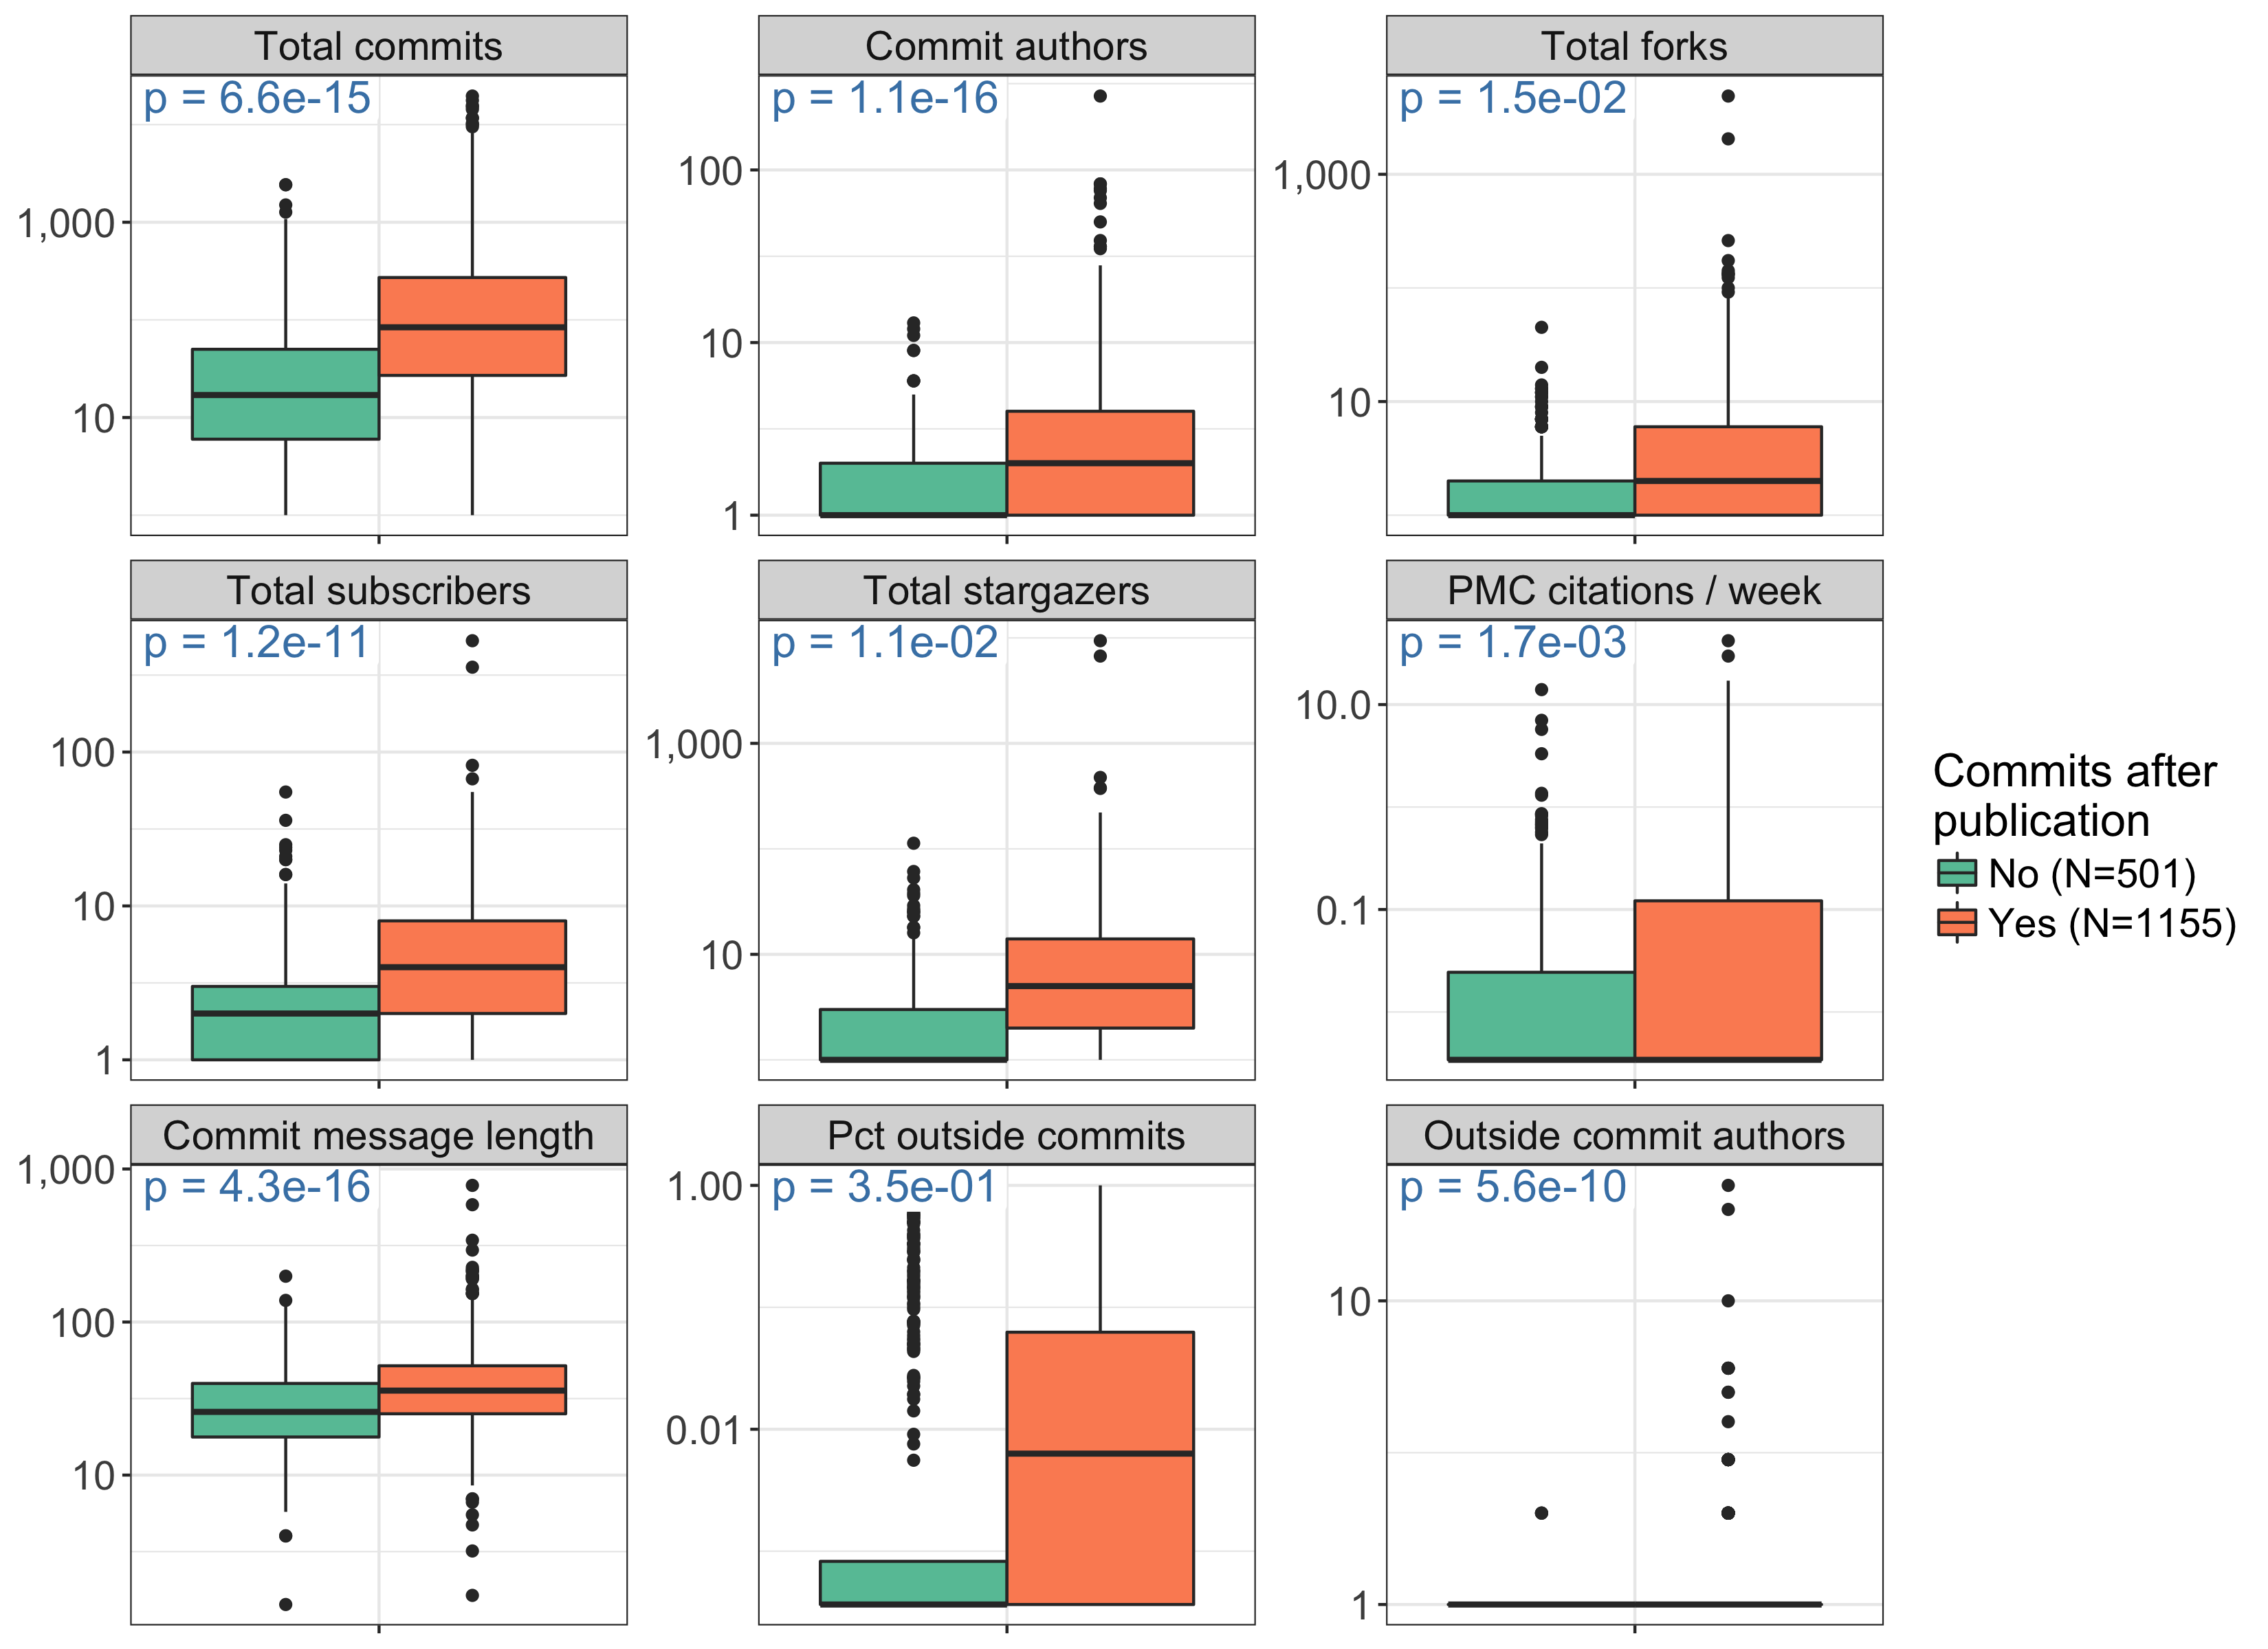 Total commits
p = 6.6e-15
1,000
10
Commit authors
p = 1.1e-16
100
10
1
Total forks
p = 1.5e-02
1,000
10
Total subscribers
p = 1.2e-11
100
10
1
Total stargazers
p = 1.1e-02
1,000
10
PMC citations / week
p = 1.7e-03
10.0
0.1
Commit message length
p = 4.3e-16
1,000
100
10
Pct outside commits
p = 3.5e-01
1.00
0.01
Outside commit authors
p = 5.6e-10
10
1
Commits after
publication
No (N=501)
Yes (N=1155)